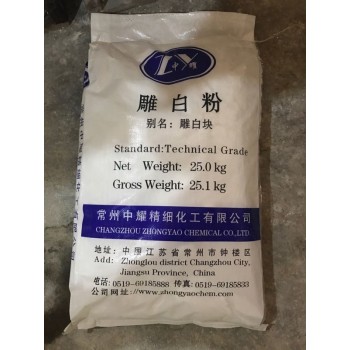 中耀
雕白粉
别名：雕白块
Standard:Technical Grade
Net Weight: 25.0 kg
Gross Weight: 25.1 kg
常州中耀精细化工有限公司
CHANGZHOU ZHONGYAO CHEMICAL CO.,LTD
地址：中国江苏省常州市钟楼区
Add: Zhonglou district Changzhou City,
Jiangsu Province, China
电话：0519-69185888 传真：0519-69185833
公司网址：//www.zhongyaochem.com